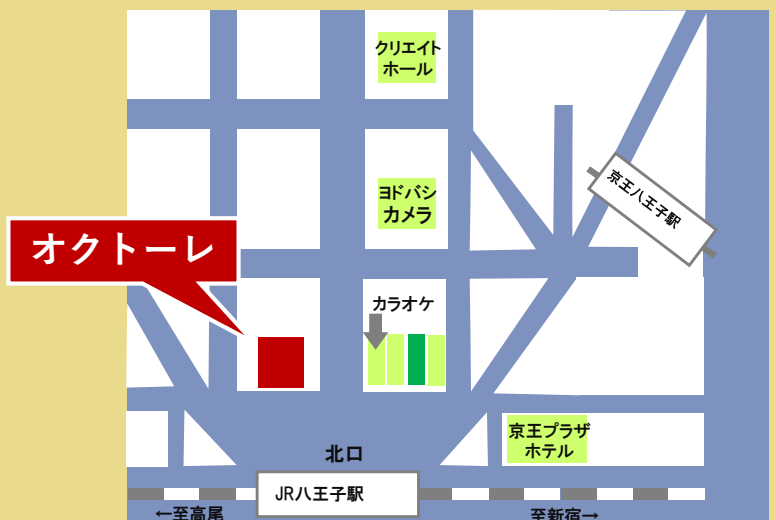 クリエイト
ホール
京王八王子駅
ヨドバシ
カメラ
オクトーレ
カラオケ
京王プラザ
ホテル
北口
JR八王子駅
←至高尾
至新宿→